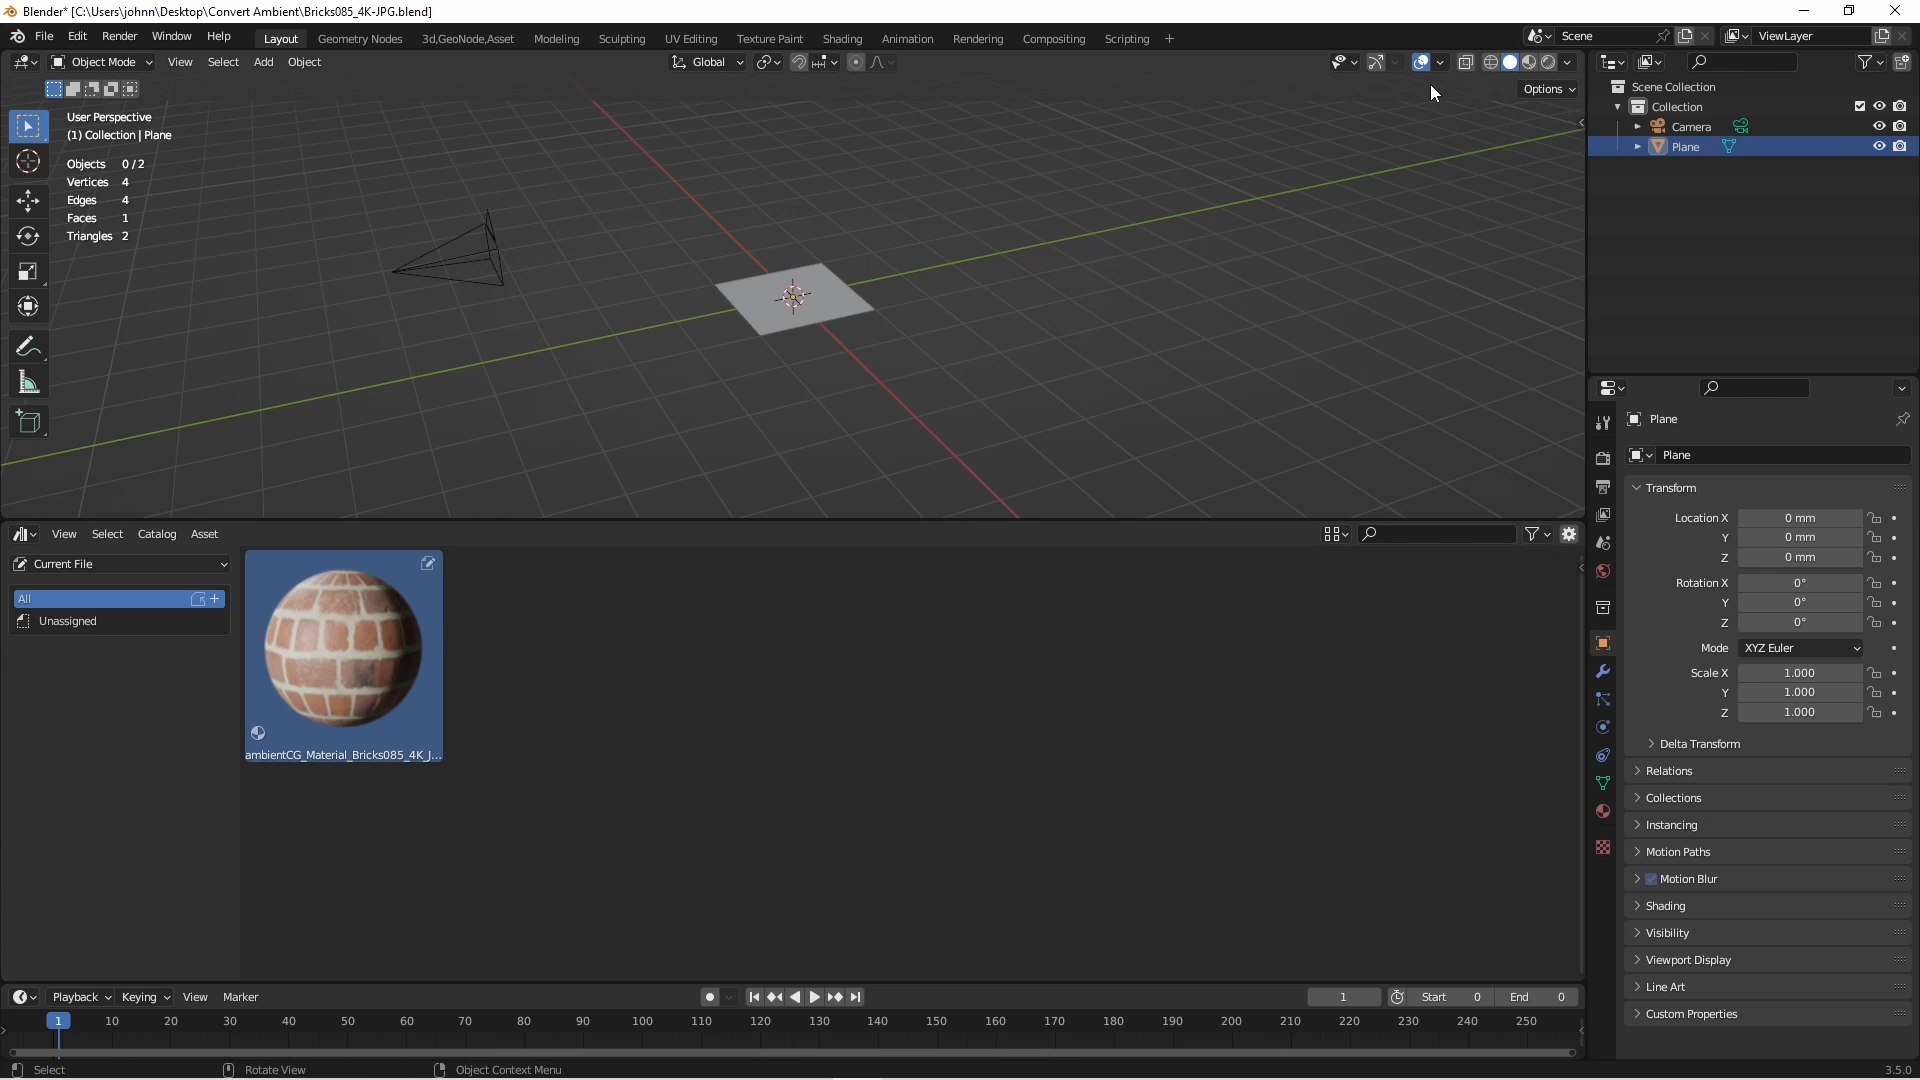 Blender* [C:\Users\johnn\Desktop\Convert Ambient\Bricks085_4K-JPG.blend]
File Edit Render Window Help Layout Geometry Nodes 3d,GeoNode,Asset Modeling Sculpting UV Editing Texture Paint Shading Animation Rendering Compositing Scripting + Scene ViewLayer
Object Mode View Select Add Object Global
Options
User Perspective
(1) Collection | Plane
Objects 0/2
Vertices 4
Edges 4
Faces 1
Triangles 2
Scene Collection
Collection
Camera
Plane
Plane
Plane
Transform
Location X 0 mm
Y 0 mm
Z 0 mm
Rotation X 0°
Y 0°
Z 0°
Mode XYZ Euler
Scale X 1.000
Y 1.000
Z 1.000
Delta Transform
Relations
Collections
Instancing
Motion Paths
Motion Blur
Shading
Visibility
Viewport Display
Line Art
Custom Properties
View Select Catalog Asset
Current File
All
Unassigned
ambientCG_Material_Bricks085_4K_J...
Playback Keying View Marker 1 Start 0 End 0
1 10 20 30 40 50 60 70 80 90 100 110 120 130 140 150 160 170 180 190 200 210 220 230 240 250
Select Rotate View Object Context Menu 3.5.0